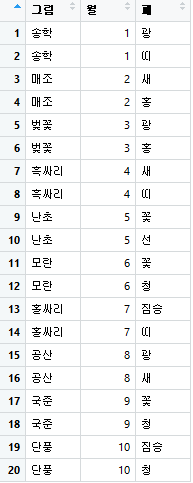 그림 월 패
1 송학 1 광
2 송학 1 띠
3 매조 2 새
4 매조 2 홍
5 벚꽃 3 광
6 벚꽃 3 홍
7 흑싸리 4 새
8 흑싸리 4 띠
9 난초 5 꽃
10 난초 5 선
11 모란 6 꽃
12 모란 6 청
13 홍싸리 7 짐승
14 홍싸리 7 띠
15 공산 8 광
16 공산 8 새
17 국준 9 꽃
18 국준 9 청
19 단풍 10 짐승
20 단풍 10 청